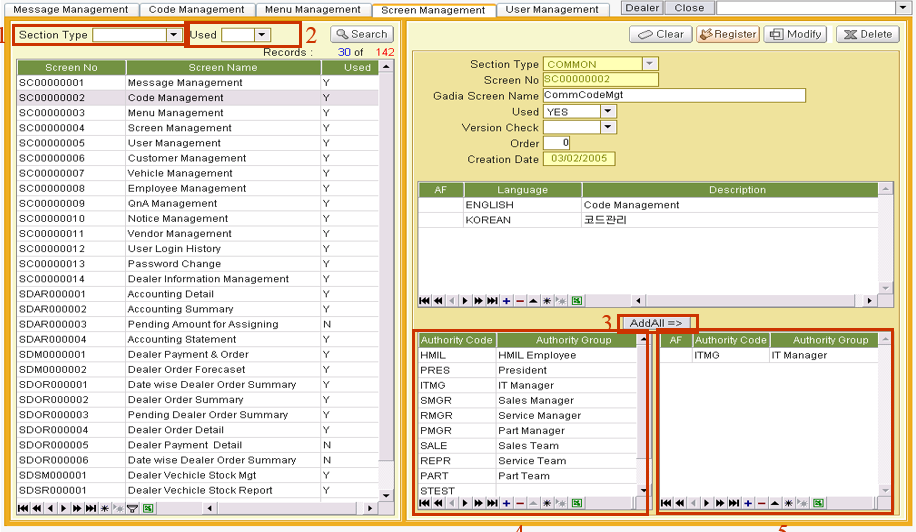 Message Management Code Management Menu Management Screen Management User Management Dealer Close
1 Section Type Used 2 Search
Records : 30 of 142
Screen No Screen Name Used
SC00000001 Message Management Y
SC00000002 Code Management Y
SC00000003 Menu Management Y
SC00000004 Screen Management Y
SC00000005 User Management Y
SC00000006 Customer Management Y
SC00000007 Vehicle Management Y
SC00000008 Employee Management Y
SC00000009 QnA Management Y
SC00000010 Notice Management Y
SC00000011 Vendor Management Y
SC00000012 User Login History Y
SC00000013 Password Change Y
SC00000014 Dealer Information Management Y
SDAR000001 Accounting Detail Y
SDAR000002 Accounting Summary Y
SDAR000003 Pending Amount for Assigning N
SDAR000004 Accounting Statement Y
SDM0000001 Dealer Payment & Order Y
SDM0000002 Dealer Order Forecaset Y
SDOR000001 Date wise Dealer Order Summary Y
SDOR000002 Dealer Order Summary Y
SDOR000003 Pending Dealer Order Summary Y
SDOR000004 Dealer Order Detail Y
SDOR000005 Dealer Payment Detail N
SDOR000006 Date wise Dealer Order Summary N
SDSM000001 Dealer Vechicle Stock Mgt Y
SDSR000001 Dealer Vechicle Stock Report Y
Clear Register Modify Delete
Section Type COMMON
Screen No SC00000002
Gadia Screen Name CommCodeMgt
Used YES
Version Check
Order 0
Creation Date 03/02/2005
AF Language Description
ENGLISH Code Management
KOREAN 코드관리
3 AddAll =>
Authority Code Authority Group
HMIL HMIL Employee
PRES President
ITMG IT Manager
SMGR Sales Manager
RMGR Service Manager
PMGR Part Manager
SALE Sales Team
REPR Service Team
PART Part Team
STEST
4
AF Authority Code Authority Group
ITMG IT Manager
5